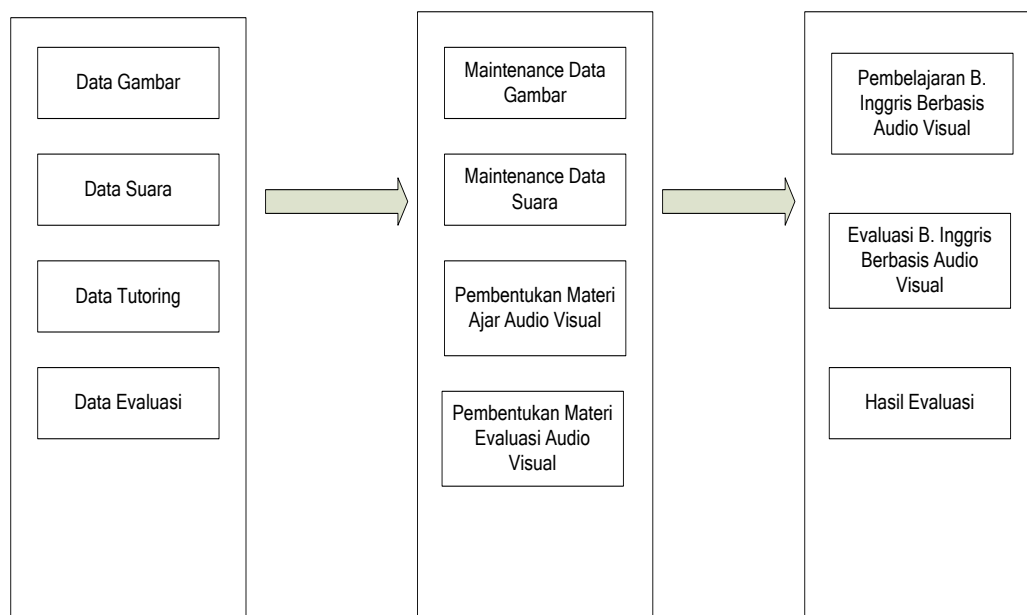 Data Gambar
Data Suara
Data Tutoring
Data Evaluasi
Maintenance Data
Gambar
Maintenance Data
Suara
Pembentukan Materi
Ajar Audio Visual
Pembentukan Materi
Evaluasi Audio
Visual
Pembelajaran B.
Inggris Berbasis
Audio Visual
Evaluasi B. Inggris
Berbasis Audio
Visual
Hasil Evaluasi